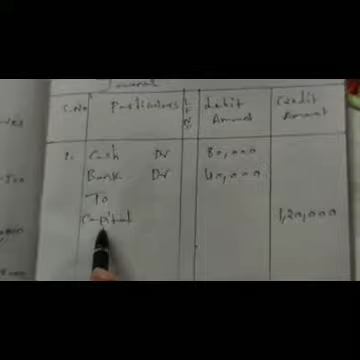 Journal
S.No Particulars L.F.No Debit Amount Credit Amount
1. Cash Dr 80,000
Bank Dr 40,000
To
Capital 1,20,000